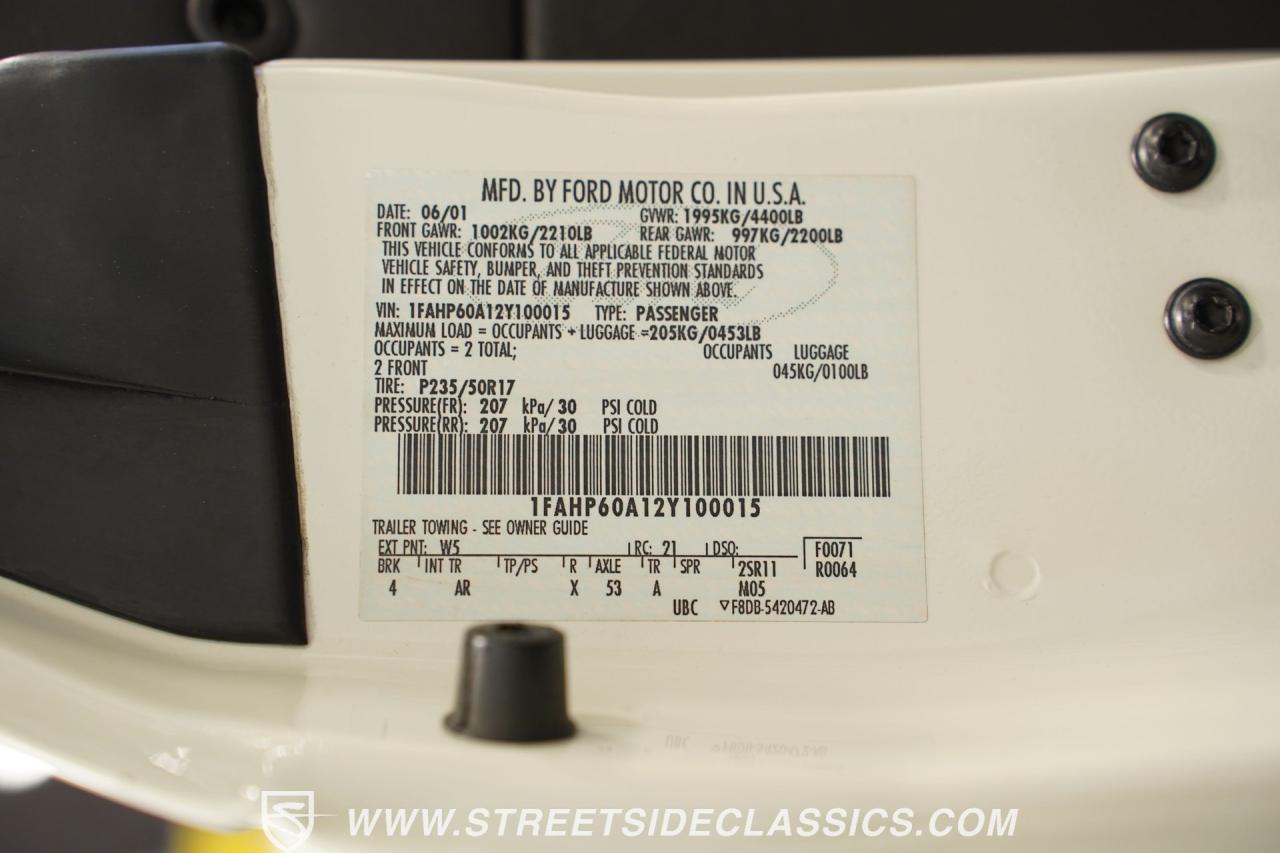 MFD. BY FORD MOTOR CO. IN U.S.A.
DATE: 06/01 GVWR: 1995KG/4400LB
FRONT GAWR: 1002KG/2210LB REAR GAWR: 997KG/2200LB
THIS VEHICLE CONFORMS TO ALL APPLICABLE FEDERAL MOTOR
VEHICLE SAFETY, BUMPER, AND THEFT PREVENTION STANDARDS
IN EFFECT ON THE DATE OF MANUFACTURE SHOWN ABOVE.
VIN: 1FAHP60A12Y100015 TYPE: PASSENGER
MAXIMUM LOAD = OCCUPANTS + LUGGAGE =205KG/0453LB
OCCUPANTS = 2 TOTAL; OCCUPANTS LUGGAGE
2 FRONT 045KG/0100LB
TIRE: P235/50R17
PRESSURE(FR): 207 kPa/ 30 PSI COLD
PRESSURE(RR): 207 kPa/ 30 PSI COLD
1FAHP60A12Y100015
TRAILER TOWING - SEE OWNER GUIDE
EXT PNT: W5 RC: 21 DSO: F0071
BRK INT TR TP/PS R AXLE TR SPR 2SR11 R0064
4 AR X 53 A M05
UBC F8DB-5420472-AB
WWW.STREETSIDECLASSICS.COM